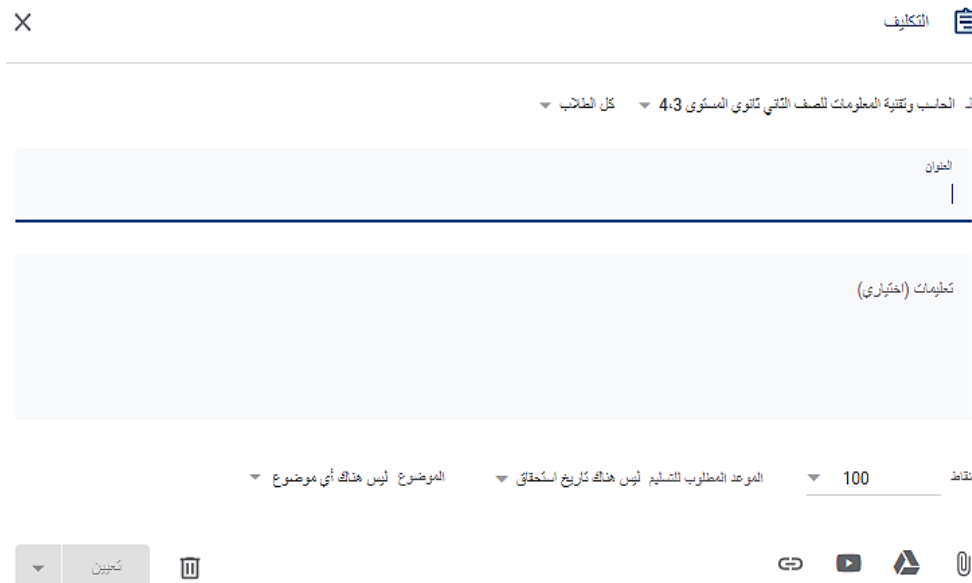 التكليف
الحاسب وتقنية المعلومات للصف الثاني ثانوي المستوى 4،3 كل الطلاب
العنوان
تعليمات (اختياري)
نقاط 100 الموعد المطلوب للتسليم ليس هناك تاريخ استحقاق الموضوع ليس هناك أي موضوع
تعيين